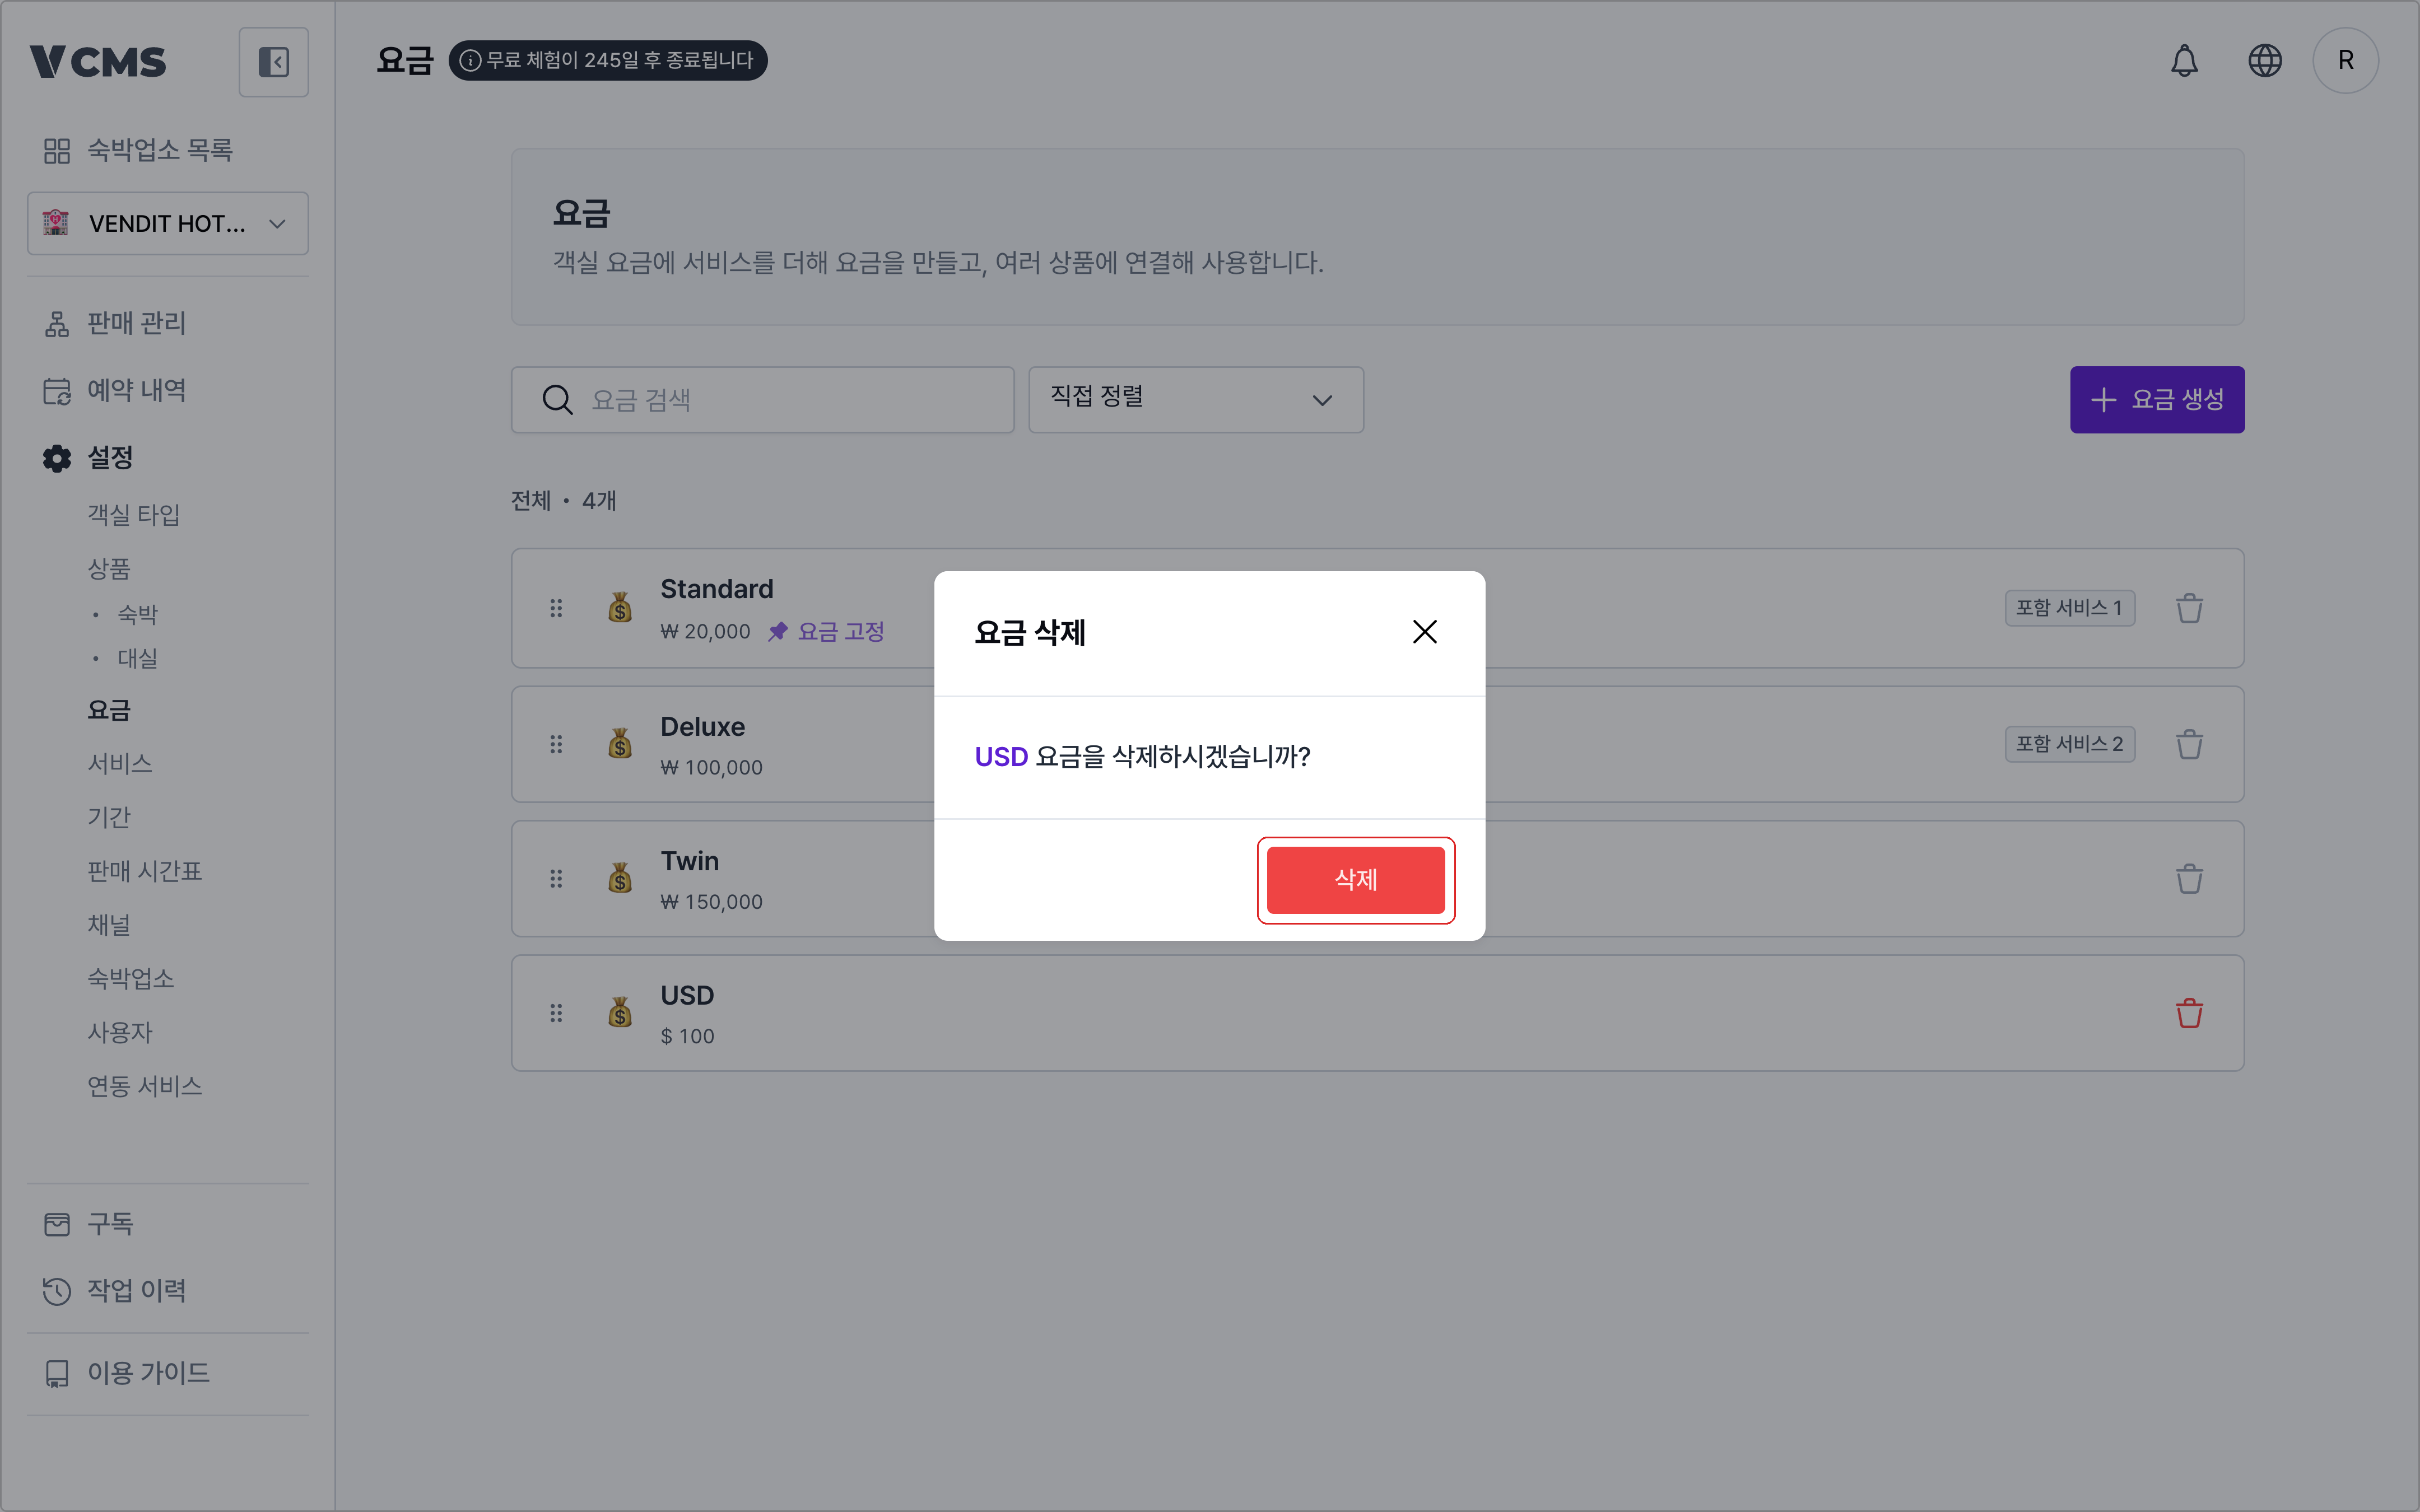 VCMS
숙박업소 목록
VENDIT HOT...
판매 관리
예약 내역
설정
객실 타입
상품
• 숙박
• 대실
요금
서비스
기간
판매 시간표
채널
숙박업소
사용자
연동 서비스
구독
작업 이력
이용 가이드
요금
무료 체험이 245일 후 종료됩니다
R
요금
객실 요금에 서비스를 더해 요금을 만들고, 여러 상품에 연결해 사용합니다.
요금 검색
직접 정렬
요금 생성
전체 • 4개
Standard
₩ 20,000 요금 고정
포함 서비스 1
Deluxe
₩ 100,000
포함 서비스 2
Twin
₩ 150,000
USD
$ 100
요금 삭제
USD 요금을 삭제하시겠습니까?
삭제